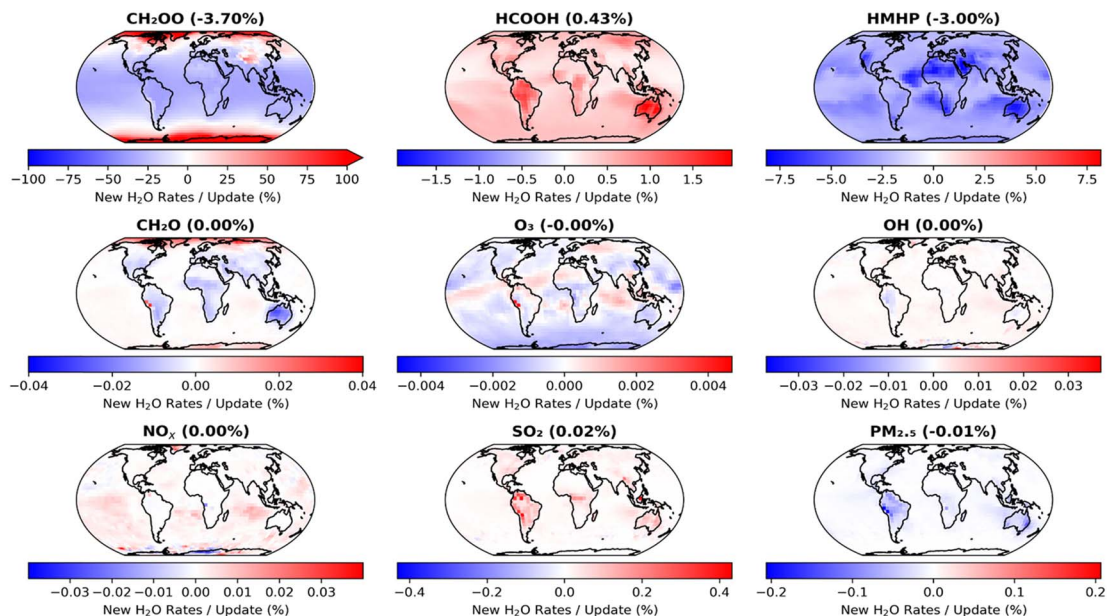 CH₂OO (-3.70%)
HCOOH (0.43%)
HMHP (-3.00%)
−100 −75 −50 −25 0 25 50 75 100
−1.5 −1.0 −0.5 0.0 0.5 1.0 1.5
−7.5 −5.0 −2.5 0.0 2.5 5.0 7.5
New H₂O Rates / Update (%)
New H₂O Rates / Update (%)
New H₂O Rates / Update (%)
CH₂O (0.00%)
O₃ (-0.00%)
OH (0.00%)
−0.04 −0.02 0.00 0.02 0.04
−0.004 −0.002 0.000 0.002 0.004
−0.03 −0.02 −0.01 0.00 0.01 0.02 0.03
New H₂O Rates / Update (%)
New H₂O Rates / Update (%)
New H₂O Rates / Update (%)
NOₓ (0.00%)
SO₂ (0.02%)
PM₂.₅ (-0.01%)
−0.03 −0.02 −0.01 0.00 0.01 0.02 0.03
−0.4 −0.2 0.0 0.2 0.4
−0.2 −0.1 0.0 0.1 0.2
New H₂O Rates / Update (%)
New H₂O Rates / Update (%)
New H₂O Rates / Update (%)